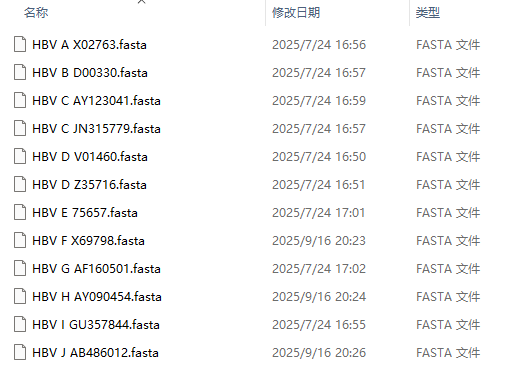 名称 修改日期 类型
HBV A X02763.fasta 2025/7/24 16:56 FASTA 文件
HBV B D00330.fasta 2025/7/24 16:57 FASTA 文件
HBV C AY123041.fasta 2025/7/24 16:59 FASTA 文件
HBV C JN315779.fasta 2025/7/24 16:57 FASTA 文件
HBV D V01460.fasta 2025/7/24 16:50 FASTA 文件
HBV D Z35716.fasta 2025/7/24 16:51 FASTA 文件
HBV E 75657.fasta 2025/7/24 17:01 FASTA 文件
HBV F X69798.fasta 2025/9/16 20:23 FASTA 文件
HBV G AF160501.fasta 2025/7/24 17:02 FASTA 文件
HBV H AY090454.fasta 2025/9/16 20:24 FASTA 文件
HBV I GU357844.fasta 2025/7/24 16:55 FASTA 文件
HBV J AB486012.fasta 2025/9/16 20:26 FASTA 文件